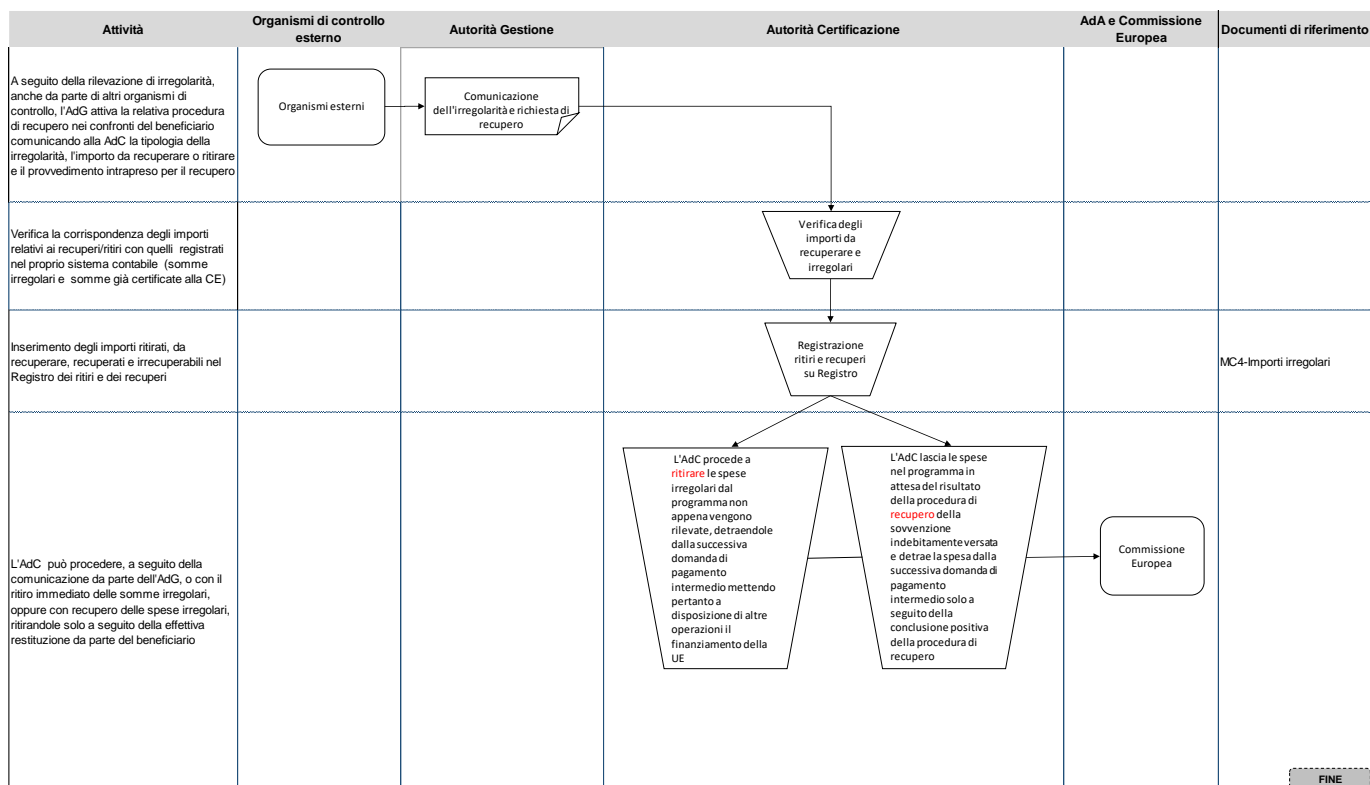 Attività
Organismi di controllo
esterno
Autorità Gestione
Autorità Certificazione
AdA e Commissione
Europea
Documenti di riferimento
A seguito della rilevazione di irregolarità,
anche da parte di altri organismi di
controllo, l'AdG attiva la relativa procedura
di recupero nei confronti del beneficiario
comunicando alla AdC la tipologia della
irregolarità, l'importo da recuperare o ritirare
e il provvedimento intrapreso per il recupero
Organismi esterni
Comunicazione
dell'irregolarità e richiesta di
recupero
Verifica la corrispondenza degli importi
relativi ai recuperi/ritiri con quelli registrati
nel proprio sistema contabile (somme
irregolari e somme già certificate alla CE)
Verifica degli
importi da
recuperare e
irregolari
Inserimento degli importi ritirati, da
recuperare, recuperati e irrecuperabili nel
Registro dei ritiri e dei recuperi
Registrazione
ritiri e recuperi
su Registro
MC4-Importi irregolari
L'AdC può procedere, a seguito della
comunicazione da parte dell'AdG, o con il
ritiro immediato delle somme irregolari,
oppure con recupero delle spese irregolari,
ritirandole solo a seguito della effettiva
restituzione da parte del beneficiario
L'AdC procede a
ritirare le spese
irregolari dal
programma non
appena vengono
rilevate, detraendole
dalla successiva
domanda di
pagamento
intermedio mettendo
pertanto a
disposizione di altre
operazioni il
finanziamento della
UE
L'AdC lascia le spese
nel programma in
attesa del risultato
della procedura di
recupero della
sovvenzione
indebitamente versata
e detrae la spesa dalla
successiva domanda di
pagamento
intermedio solo a
seguito della
conclusione positiva
della procedura di
recupero
Commissione
Europea
FINE